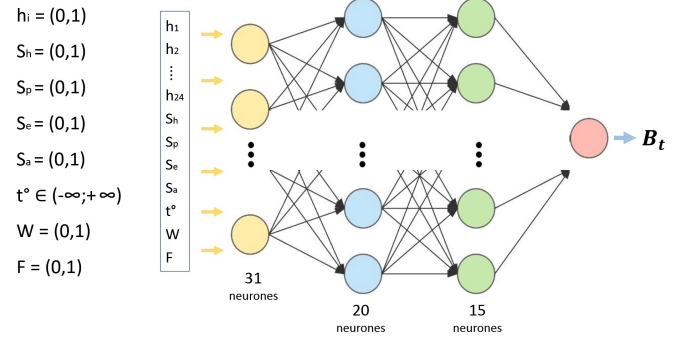 hᵢ = (0,1)
Sₕ = (0,1)
Sₚ = (0,1)
Sₑ = (0,1)
Sₐ = (0,1)
t° ∈ (-∞;+∞)
W = (0,1)
F = (0,1)
h₁
h₂
⋮
h₂₄
Sₕ
Sₚ
Sₑ
Sₐ
t°
W
F
31
neurones
20
neurones
15
neurones
Bₜ